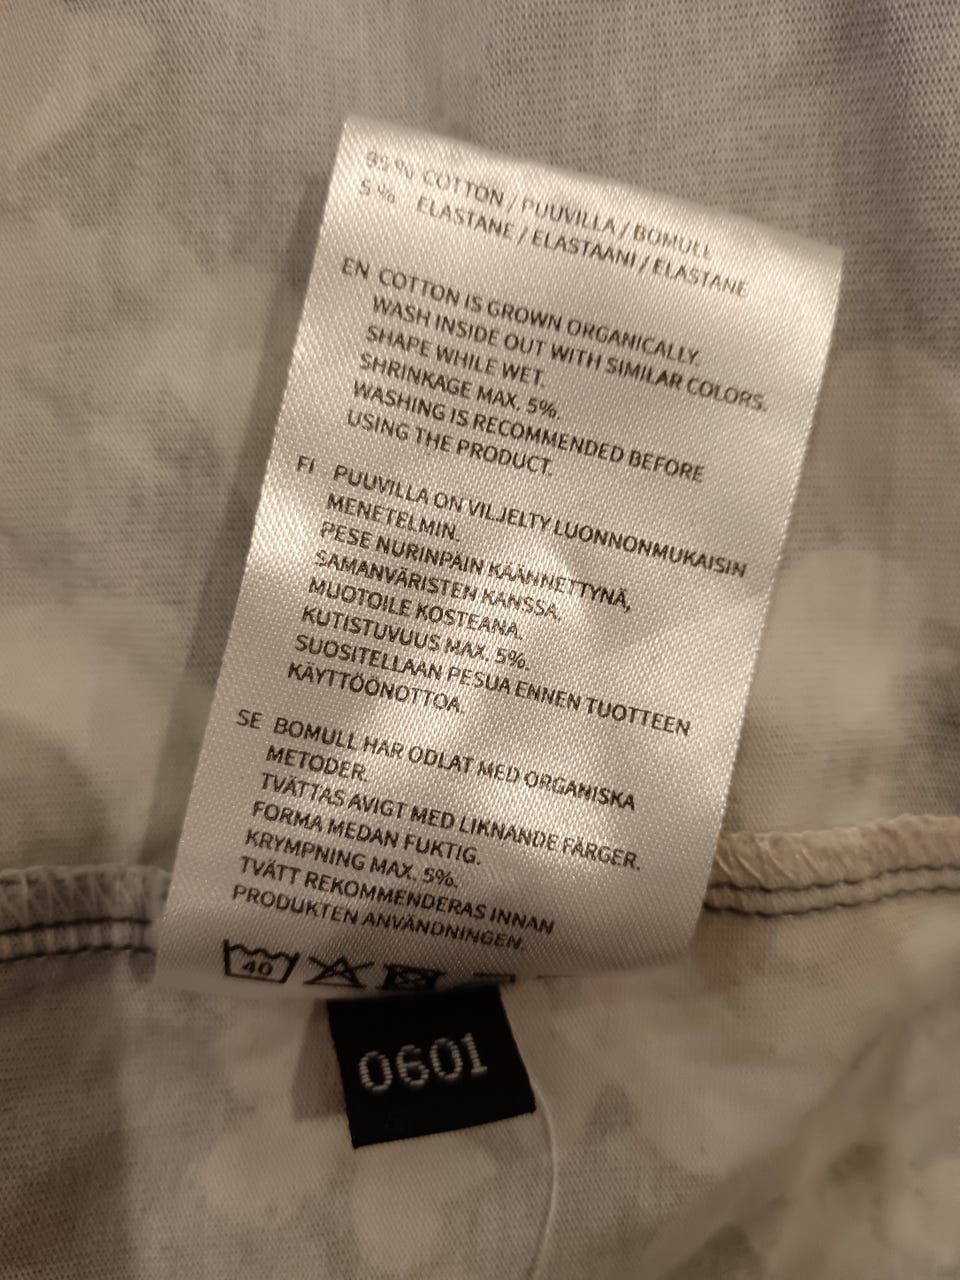 95 % COTTON / PUUVILLA / BOMULL
5 % ELASTANE / ELASTAANI / ELASTANE
EN COTTON IS GROWN ORGANICALLY.
WASH INSIDE OUT WITH SIMILAR COLORS.
SHAPE WHILE WET.
SHRINKAGE MAX. 5%.
WASHING IS RECOMMENDED BEFORE
USING THE PRODUCT.
FI PUUVILLA ON VILJELTY LUONNONMUKAISIN
MENETELMIN.
PESE NURINPÄIN KÄÄNNETTYNÄ,
SAMANVÄRISTEN KANSSA.
MUOTOILE KOSTEANA.
KUTISTUVUUS MAX. 5%.
SUOSITELLAAN PESUA ENNEN TUOTTEEN
KÄYTTÖÖNOTTOA.
SE BOMULL HAR ODLAT MED ORGANISKA
METODER.
TVÄTTAS AVIGT MED LIKNANDE FÄRGER.
FORMA MEDAN FUKTIG.
KRYMPNING MAX. 5%.
TVÄTT REKOMMENDERAS INNAN
PRODUKTEN ANVÄNDNINGEN.
40
0601